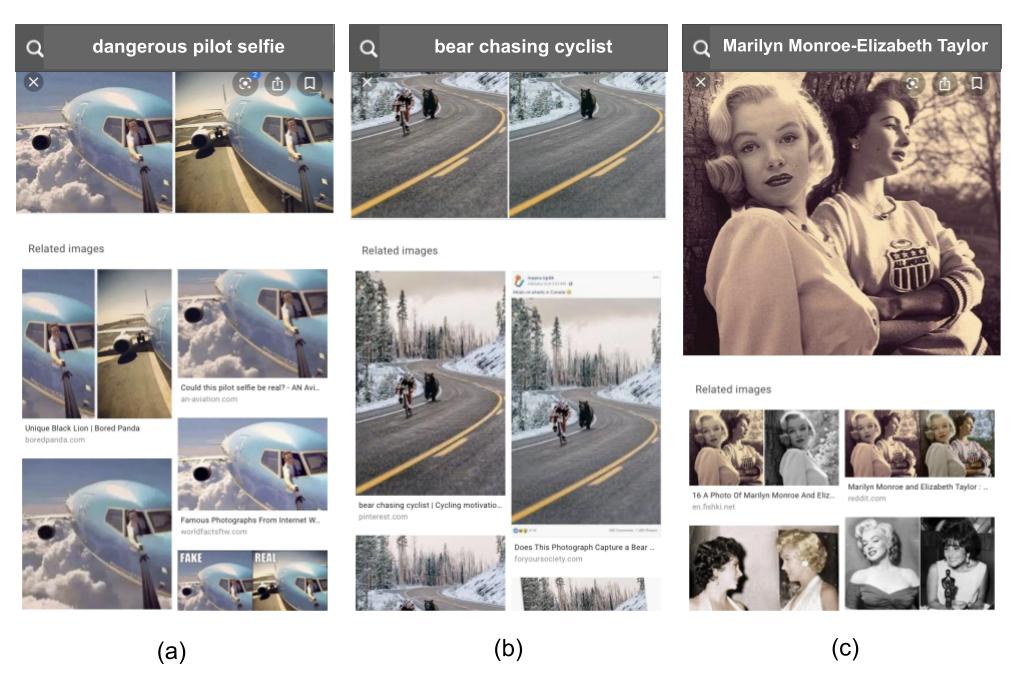 dangerous pilot selfie
2
Related images
Could this pilot selfie be real? - AN Avi...
an-aviation.com
Unique Black Lion | Bored Panda
boredpanda.com
Famous Photographs From Internet W...
worldfactsftw.com
FAKE
REAL
(a)
bear chasing cyclist
Related images
bear chasing cyclist | Cycling motivatio...
pinterest.com
Does This Photograph Capture a Bear ...
foryoursociety.com
(b)
Marilyn Monroe-Elizabeth Taylor
Related images
16 A Photo Of Marilyn Monroe And Eliz...
en.fishki.net
Marilyn Monroe and Elizabeth Taylor : ...
reddit.com
(c)